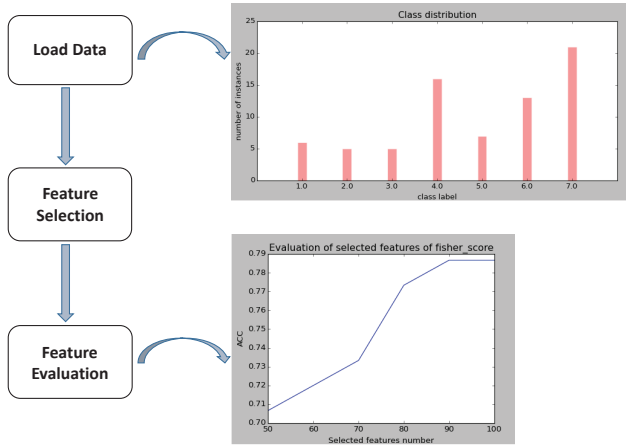 Load Data
Class distribution
number of instances
25
20
15
10
5
0
1.0 2.0 3.0 4.0 5.0 6.0 7.0
class label
Feature
Selection
Evaluation of selected features of fisher_score
ACC
0.79
0.78
0.77
0.76
0.75
0.74
0.73
0.72
0.71
0.70
50 60 70 80 90 100
Selected features number
Feature
Evaluation